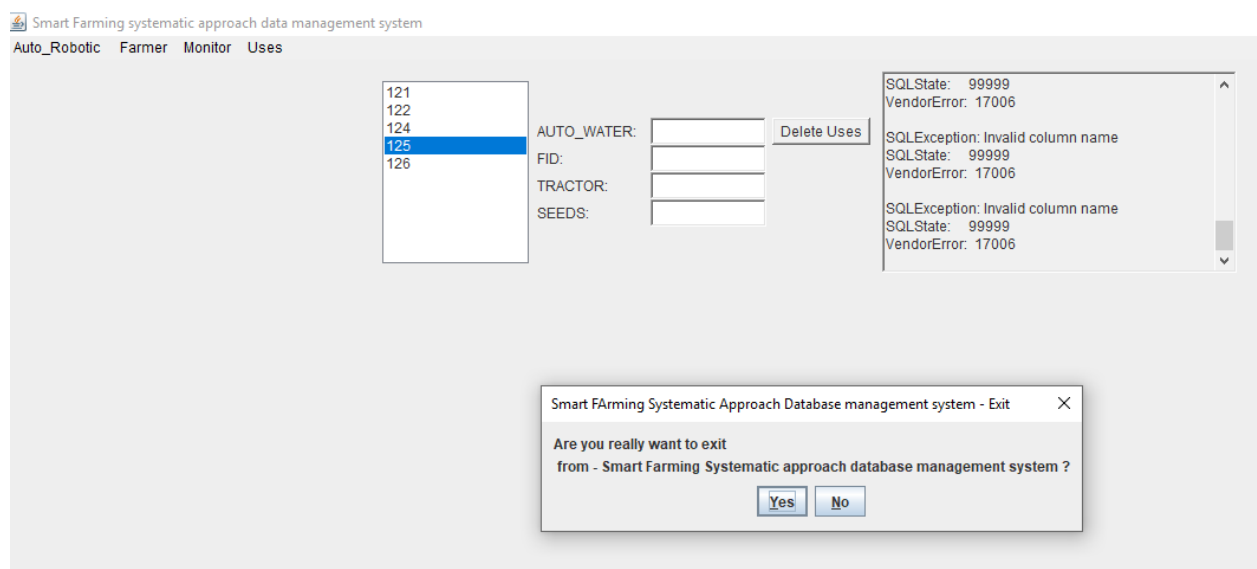 Smart Farming systematic approach data management system
Auto_Robotic Farmer Monitor Uses
121
122
124
125
126
AUTO_WATER:
Delete Uses
FID:
TRACTOR:
SEEDS:
SQLState: 99999
VendorError: 17006
SQLException: Invalid column name
SQLState: 99999
VendorError: 17006
SQLException: Invalid column name
SQLState: 99999
VendorError: 17006
Smart FArming Systematic Approach Database management system - Exit
Are you really want to exit
from - Smart Farming Systematic approach database management system ?
Yes No